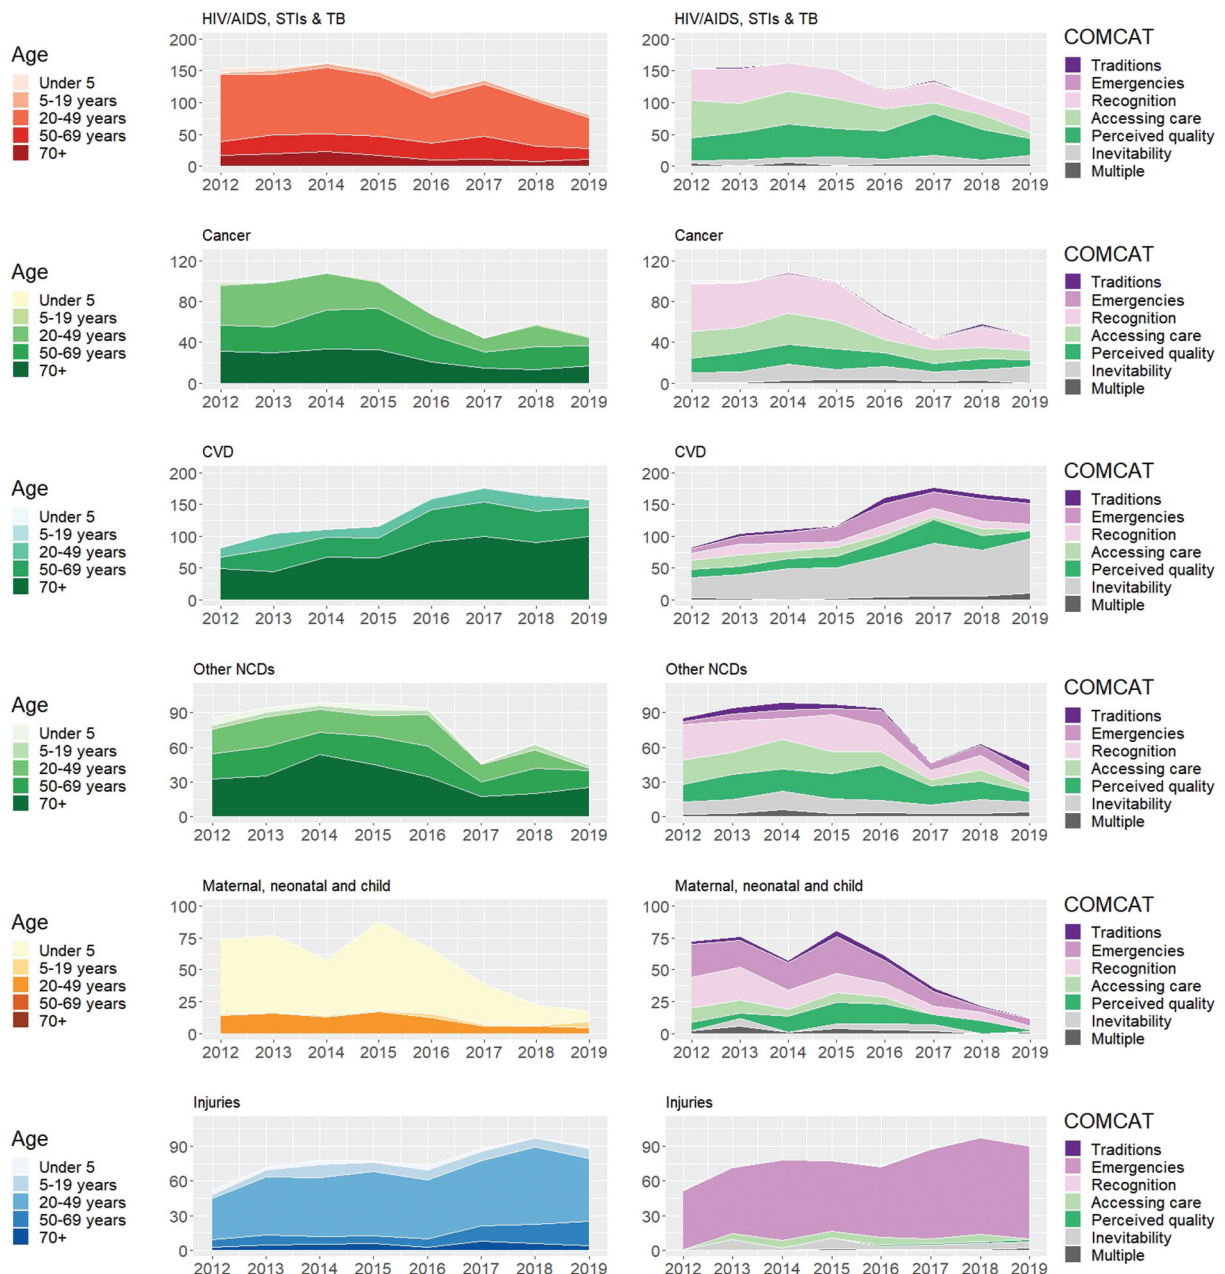 HIV/AIDS, STIs & TB
Age
Under 5
5-19 years
20-49 years
50-69 years
70+
200
150
100
50
0
2012 2013 2014 2015 2016 2017 2018 2019
HIV/AIDS, STIs & TB
200
150
100
50
0
2012 2013 2014 2015 2016 2017 2018 2019
COMCAT
Traditions
Emergencies
Recognition
Accessing care
Perceived quality
Inevitability
Multiple
Cancer
Age
Under 5
5-19 years
20-49 years
50-69 years
70+
120
80
40
0
2012 2013 2014 2015 2016 2017 2018 2019
Cancer
120
80
40
0
2012 2013 2014 2015 2016 2017 2018 2019
COMCAT
Traditions
Emergencies
Recognition
Accessing care
Perceived quality
Inevitability
Multiple
CVD
Age
Under 5
5-19 years
20-49 years
50-69 years
70+
200
150
100
50
0
2012 2013 2014 2015 2016 2017 2018 2019
CVD
200
150
100
50
0
2012 2013 2014 2015 2016 2017 2018 2019
COMCAT
Traditions
Emergencies
Recognition
Accessing care
Perceived quality
Inevitability
Multiple
Other NCDs
Age
Under 5
5-19 years
20-49 years
50-69 years
70+
90
60
30
0
2012 2013 2014 2015 2016 2017 2018 2019
Other NCDs
90
60
30
0
2012 2013 2014 2015 2016 2017 2018 2019
COMCAT
Traditions
Emergencies
Recognition
Accessing care
Perceived quality
Inevitability
Multiple
Maternal, neonatal and child
Age
Under 5
5-19 years
20-49 years
50-69 years
70+
100
75
50
25
0
2012 2013 2014 2015 2016 2017 2018 2019
Maternal, neonatal and child
100
75
50
25
0
2012 2013 2014 2015 2016 2017 2018 2019
COMCAT
Traditions
Emergencies
Recognition
Accessing care
Perceived quality
Inevitability
Multiple
Injuries
Age
Under 5
5-19 years
20-49 years
50-69 years
70+
90
60
30
0
2012 2013 2014 2015 2016 2017 2018 2019
Injuries
90
60
30
0
2012 2013 2014 2015 2016 2017 2018 2019
COMCAT
Traditions
Emergencies
Recognition
Accessing care
Perceived quality
Inevitability
Multiple